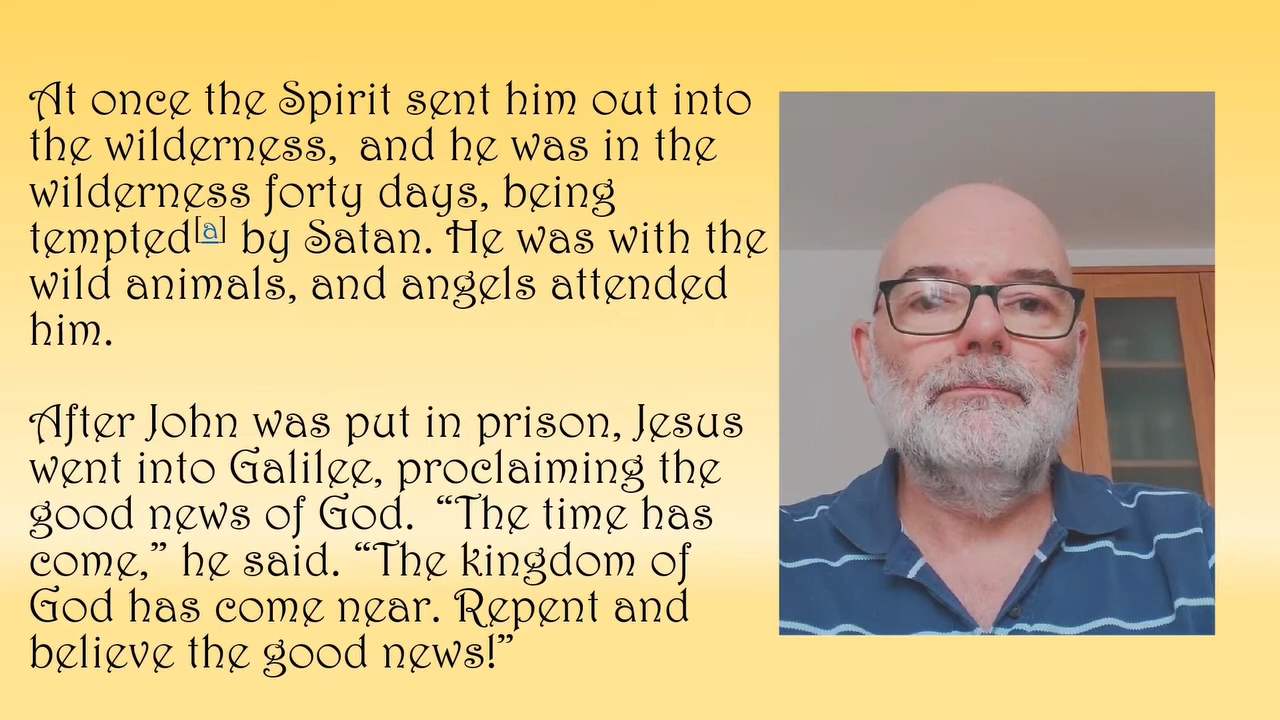 At once the Spirit sent him out into
the wilderness, and he was in the
wilderness forty days, being
tempted[a] by Satan. He was with the
wild animals, and angels attended
him.
After John was put in prison, Jesus
went into Galilee, proclaiming the
good news of God. “The time has
come,” he said. “The kingdom of
God has come near. Repent and
believe the good news!”